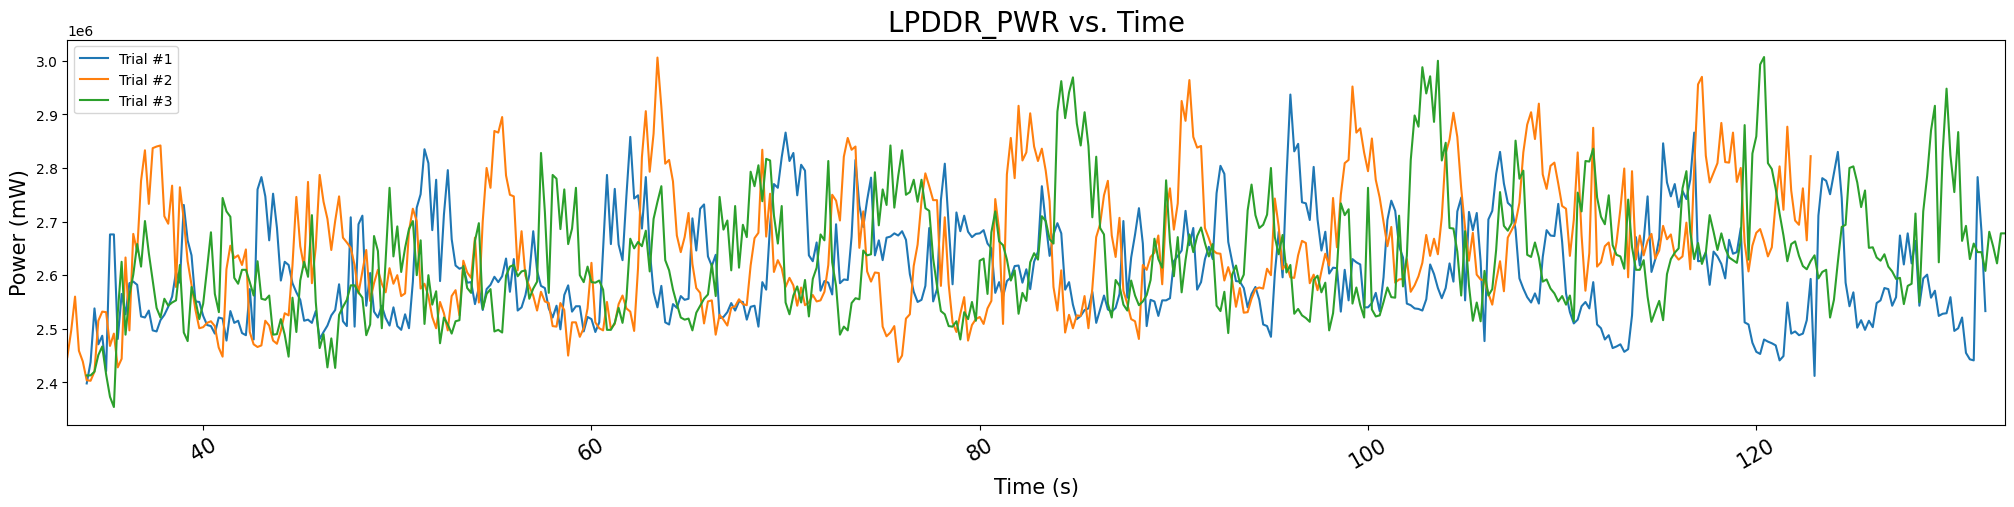 LPDDR_PWR vs. Time
1e6
Trial #1
Trial #2
Trial #3
3.0
2.9
2.8
2.7
2.6
2.5
2.4
Power (mW)
40 60 80 100 120
Time (s)